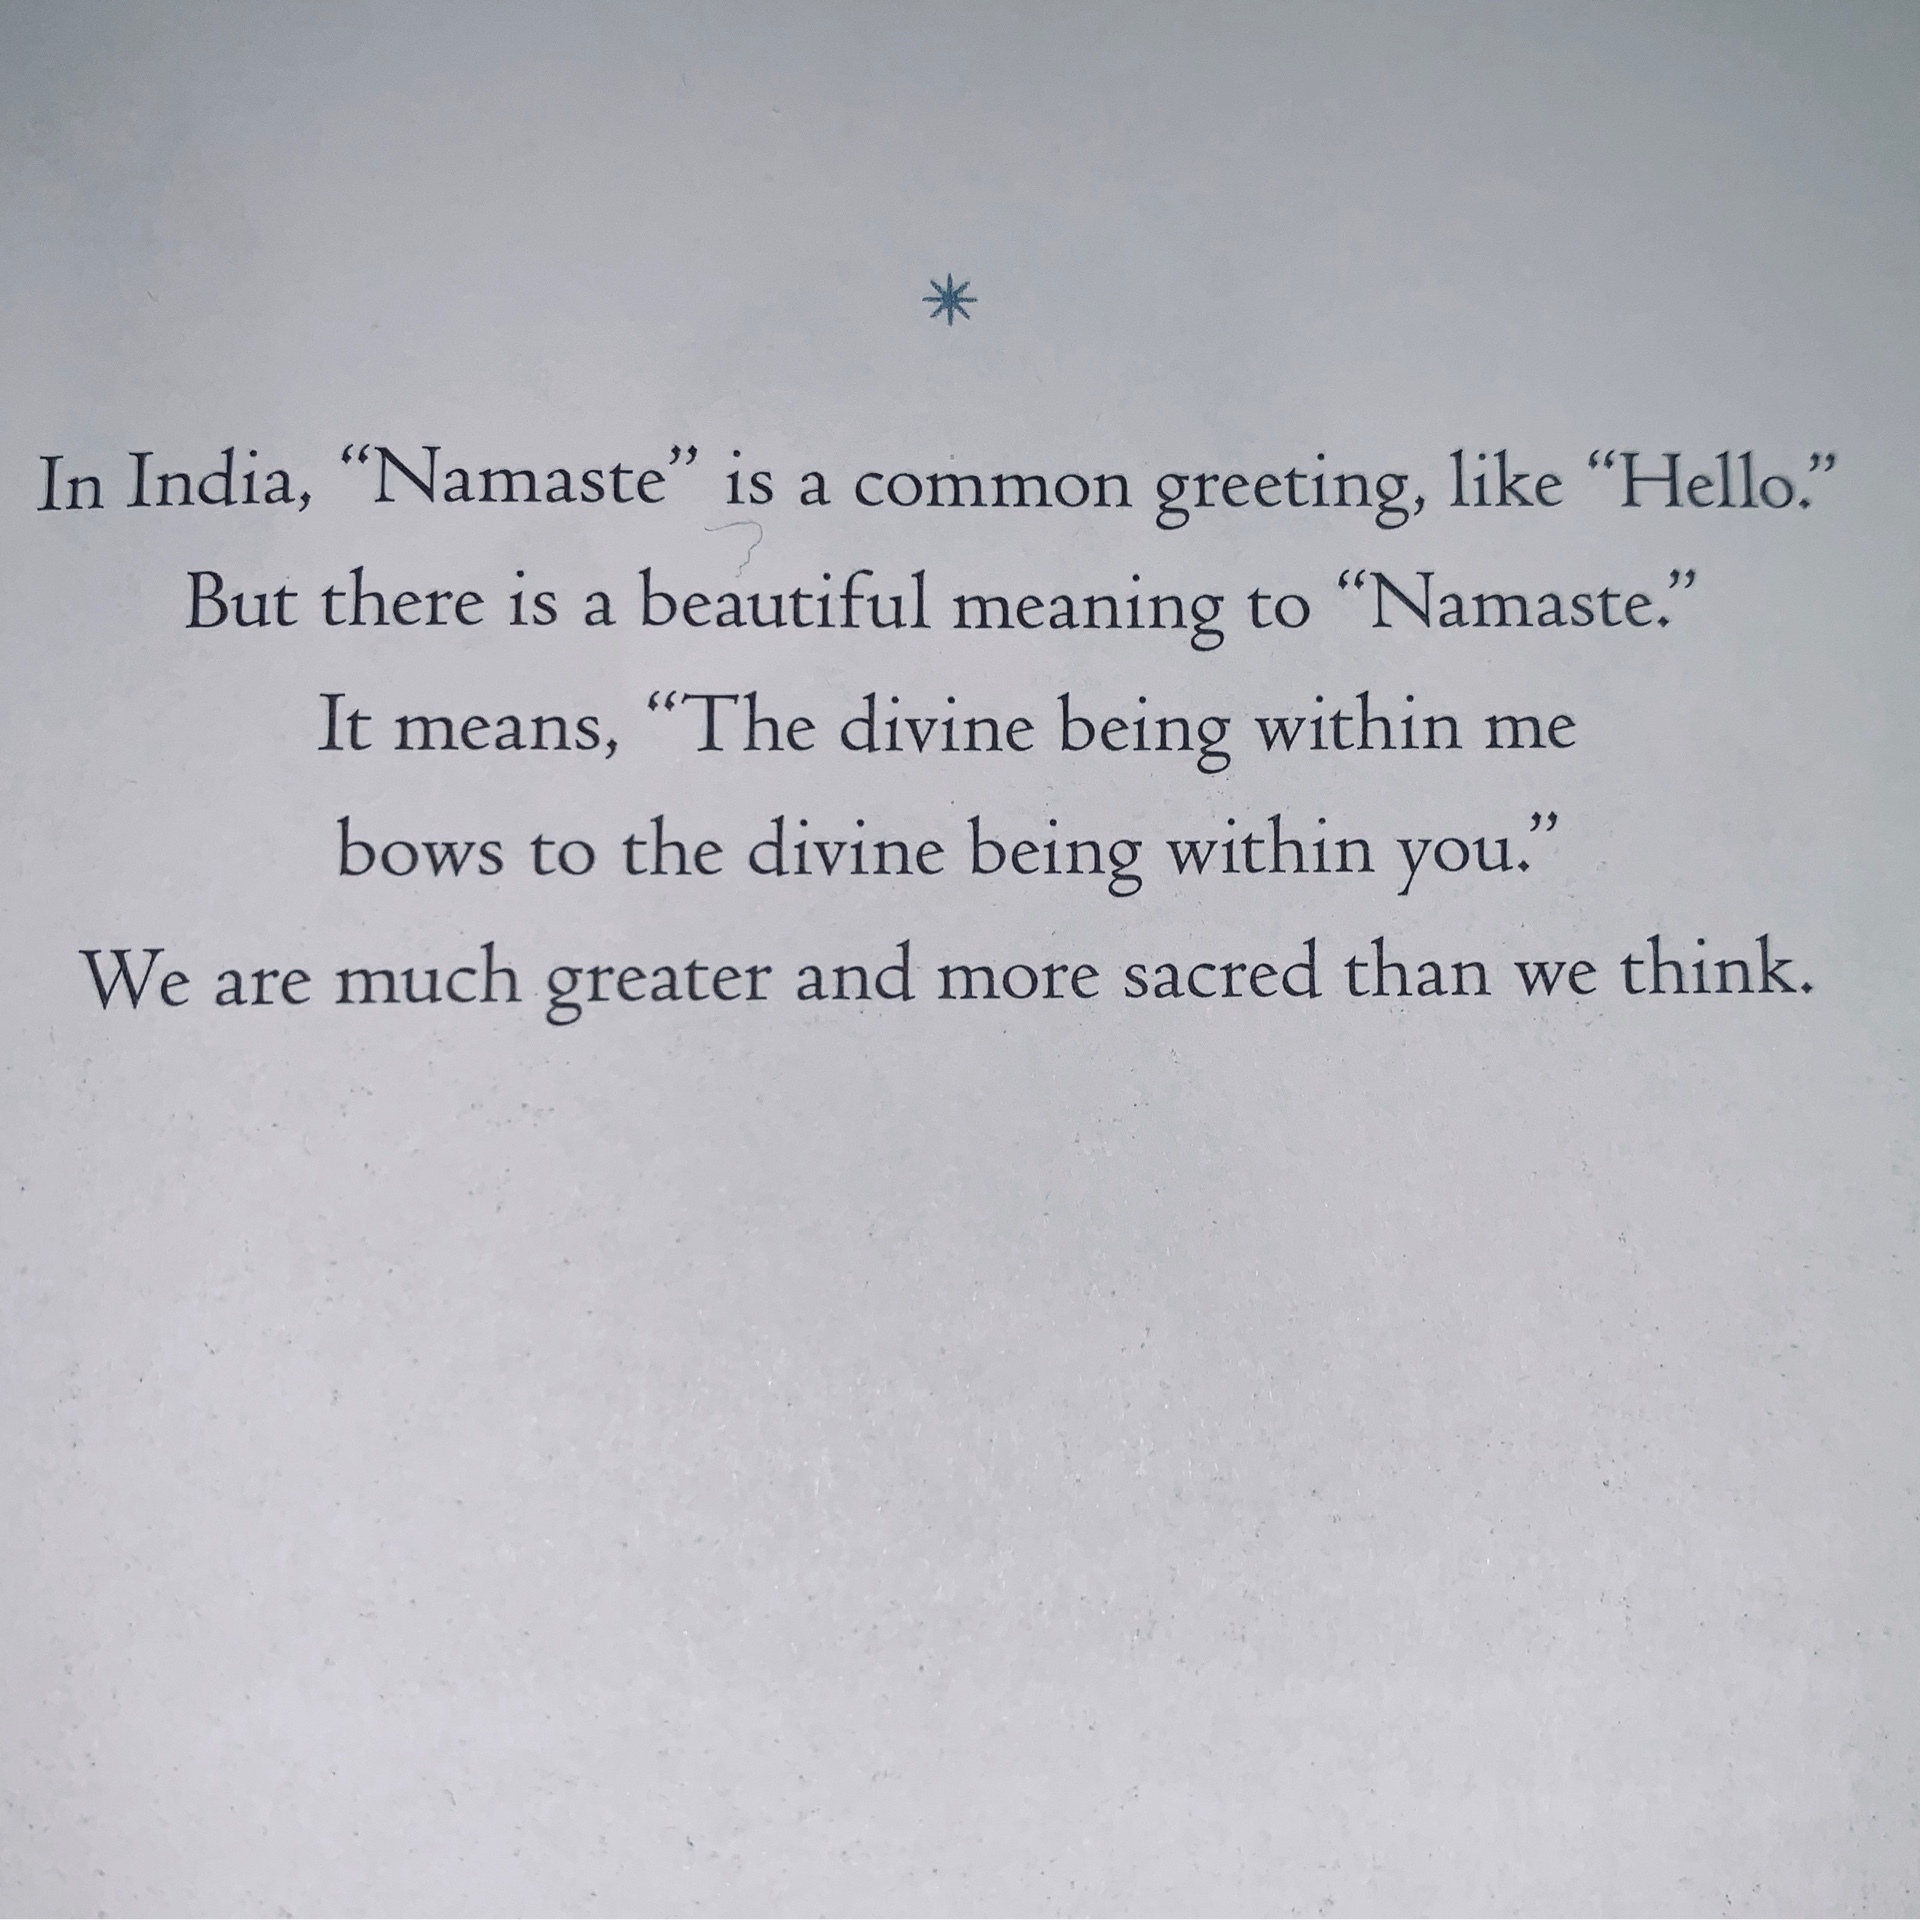 In India, “Namaste” is a common greeting, like “Hello.”
But there is a beautiful meaning to “Namaste.”
It means, “The divine being within me
bows to the divine being within you.”
We are much greater and more sacred than we think.